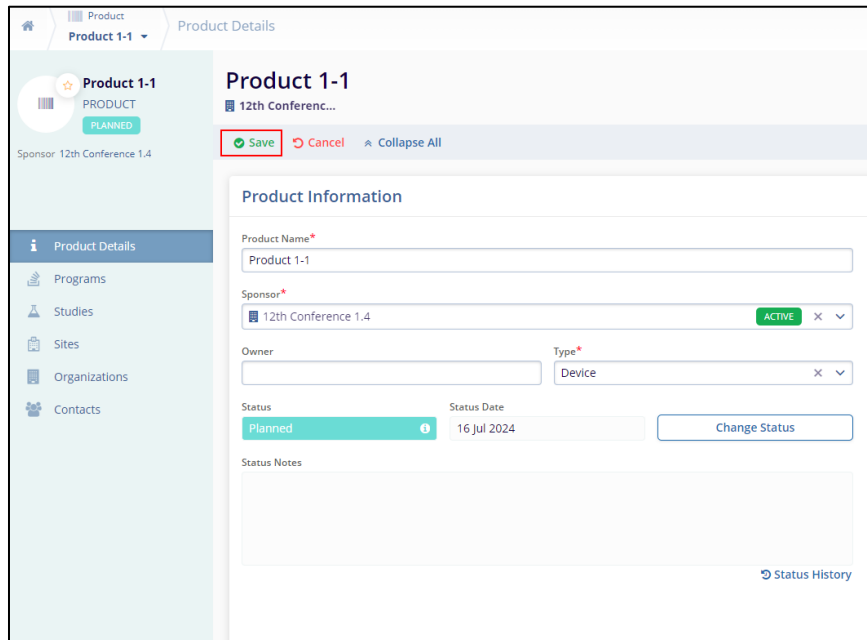 Product
Product 1-1
Product Details
Product 1-1
PRODUCT
PLANNED
Sponsor 12th Conference 1.4
Product Details
Programs
Studies
Sites
Organizations
Contacts
Product 1-1
12th Conferenc...
Save Cancel Collapse All
Product Information
Product Name*
Product 1-1
Sponsor*
12th Conference 1.4 ACTIVE
Owner Type*
Device
Status Status Date
Planned 16 Jul 2024 Change Status
Status Notes
Status History